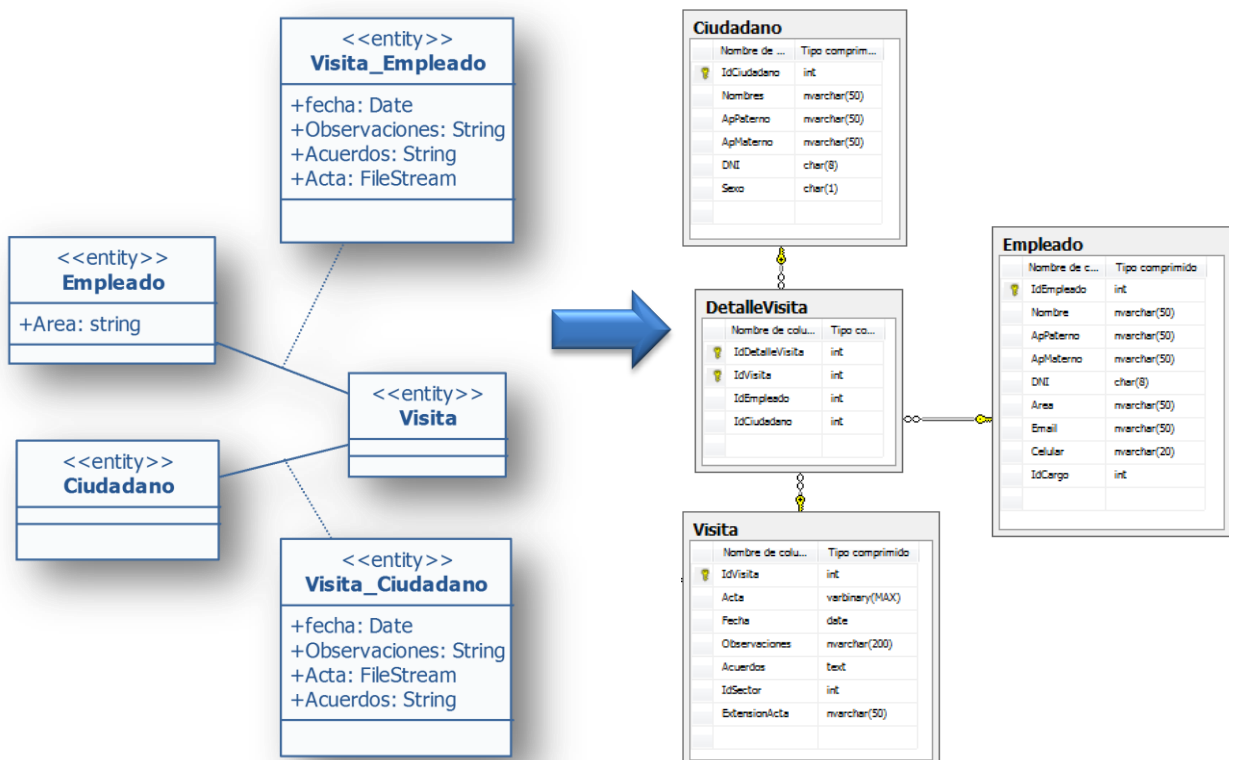 <<entity>>
Visita_Empleado
+fecha: Date
+Observaciones: String
+Acuerdos: String
+Acta: FileStream
<<entity>>
Empleado
+Area: string
<<entity>>
Visita
<<entity>>
Ciudadano
<<entity>>
Visita_Ciudadano
+fecha: Date
+Observaciones: String
+Acta: FileStream
+Acuerdos: String
Ciudadano
Nombre de ... Tipo comprim...
IdCiudadano int
Nombres nvarchar(50)
ApPaterno nvarchar(50)
ApMaterno nvarchar(50)
DNI char(8)
Sexo char(1)
DetalleVisita
Nombre de colu... Tipo co...
IdDetalleVisita int
IdVisita int
IdEmpleado int
IdCiudadano int
Empleado
Nombre de c... Tipo comprimido
IdEmpleado int
Nombre nvarchar(50)
ApPaterno nvarchar(50)
ApMaterno nvarchar(50)
DNI char(8)
Area nvarchar(50)
Email nvarchar(50)
Celular nvarchar(20)
IdCargo int
Visita
Nombre de colu... Tipo comprimido
IdVisita int
Acta varbinary(MAX)
Fecha date
Observaciones nvarchar(200)
Acuerdos text
IdSector int
ExtensionActa nvarchar(50)